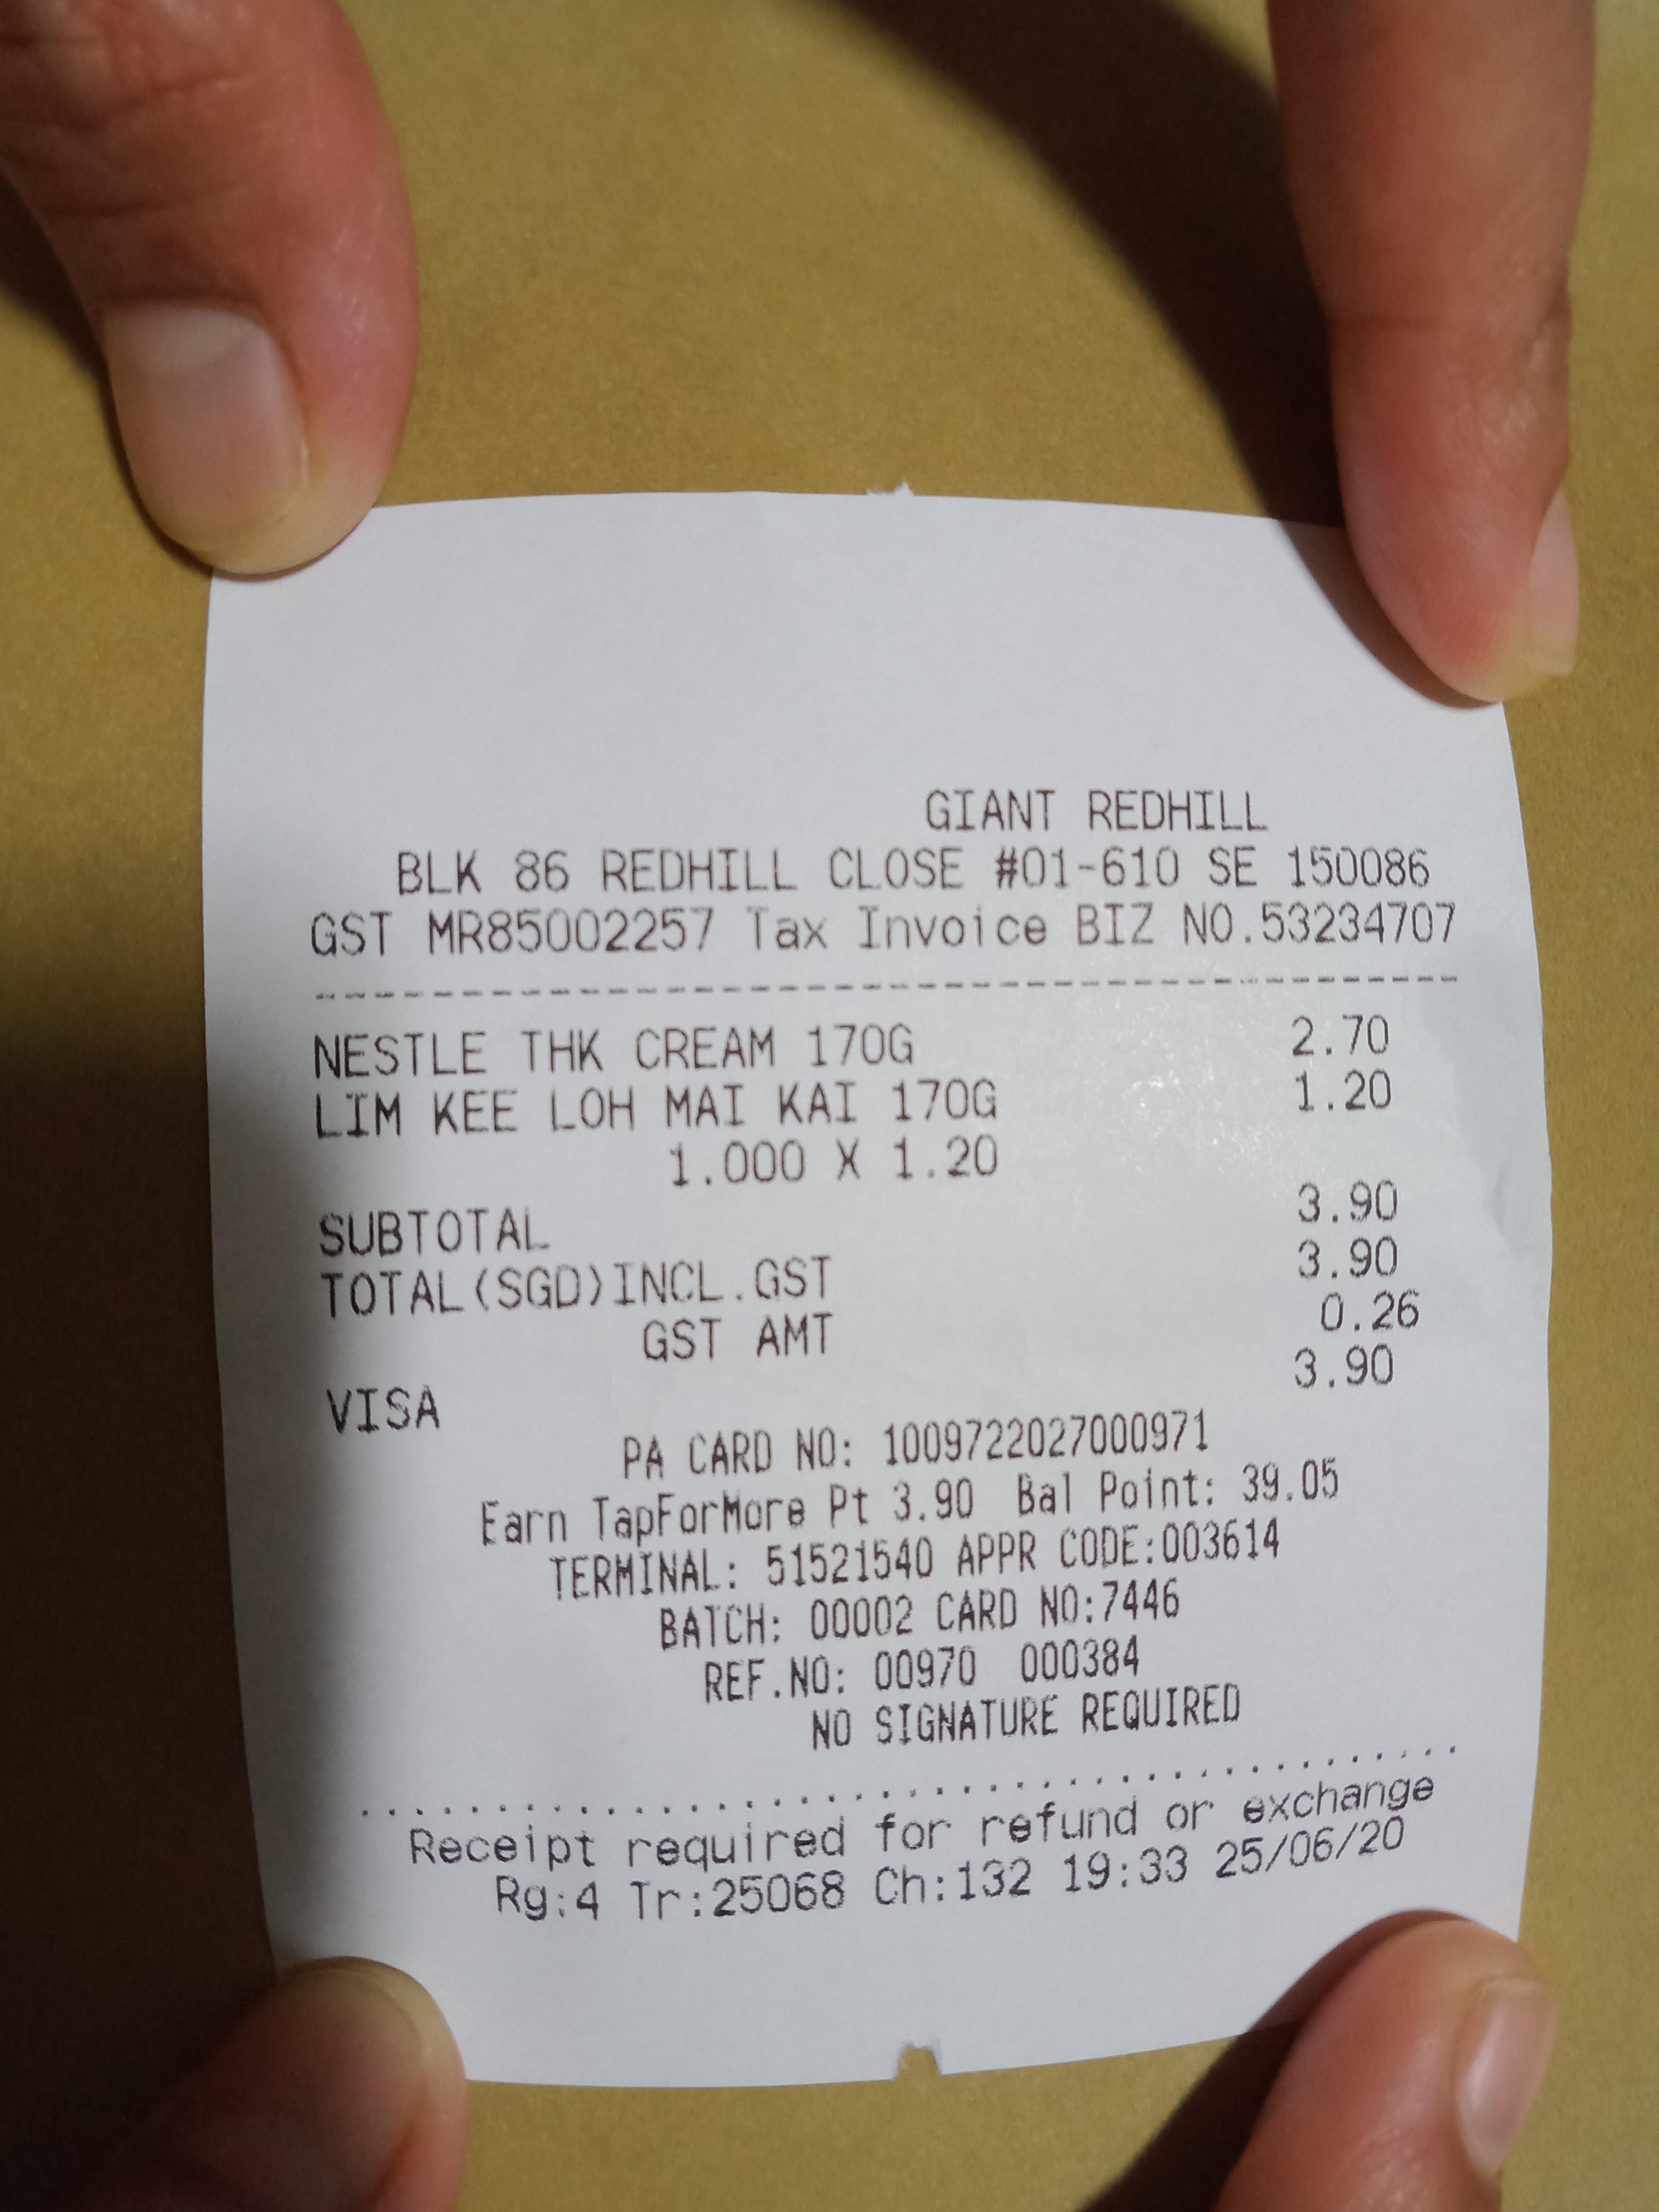 GIANT REDHILL
BLK 86 REDHILL CLOSE #01-610 SE 150086
GST MR85002257 Tax Invoice BIZ NO.53234707
NESTLE THK CREAM 170G 2.70
LIM KEE LOH MAI KAI 170G 1.20
1.000 X 1.20
SUBTOTAL 3.90
TOTAL(SGD)INCL.GST 3.90
GST AMT 0.26
VISA 3.90
PA CARD NO: 1009722027000971
Earn TapForMore Pt 3.90 Bal Point: 39.05
TERMINAL: 51521540 APPR CODE:003614
BATCH: 00002 CARD NO:7446
REF.NO: 00970 000384
NO SIGNATURE REQUIRED
Receipt required for refund or exchange
Rg:4 Tr:25068 Ch:132 19:33 25/06/20